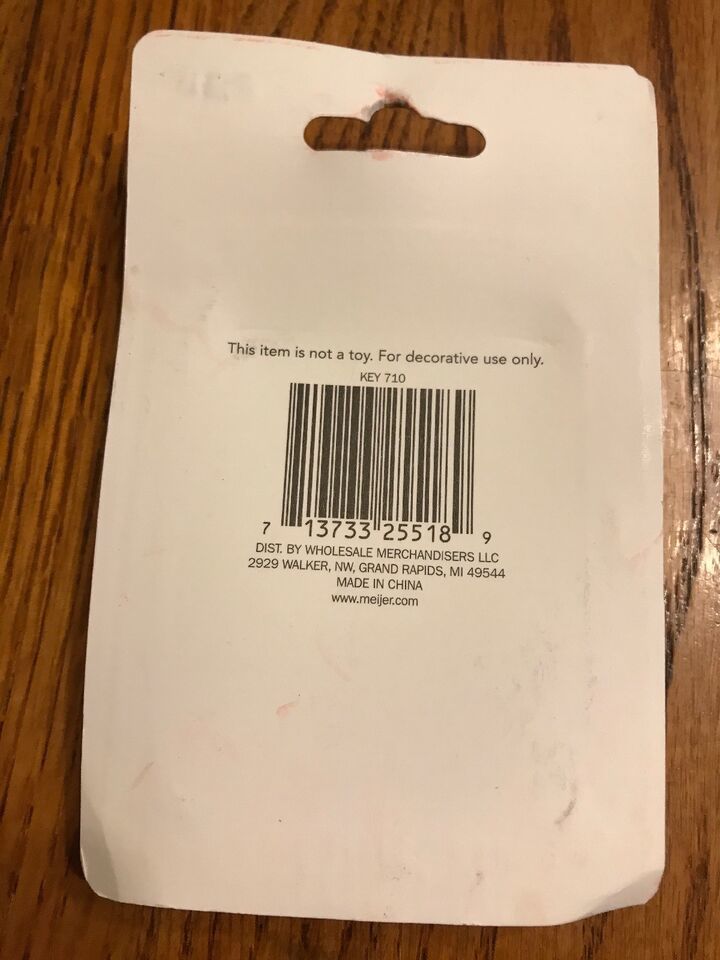 This item is not a toy. For decorative use only.
KEY 710
7 13733 25518 9
DIST. BY WHOLESALE MERCHANDISERS LLC
2929 WALKER, NW, GRAND RAPIDS, MI 49544
MADE IN CHINA
www.meijer.com